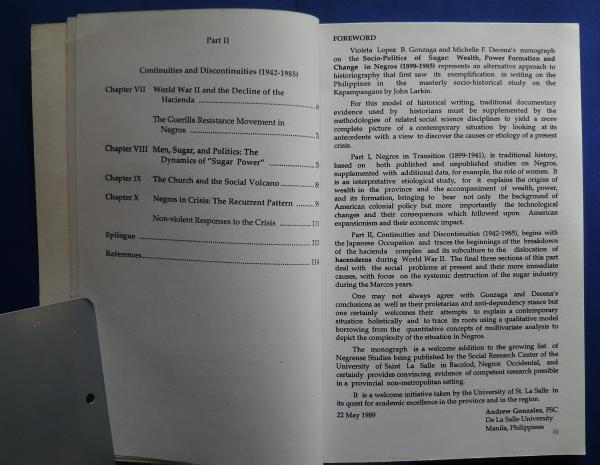 Part II
Continuities and Discontinuities (1942-1985)
Chapter VII World War II and the Decline of the
Hacienda
The Guerilla Resistance Movement in
Negros
Chapter VIII Men, Sugar, and Politics: The
Dynamics of "Sugar Power"
Chapter IX The Church and the Social Volcano
Chapter X Negros in Crisis: The Recurrent Pattern
Non-violent Responses to the Crisis 111
Epilogue 113
References 114
FOREWORD
Violeta Lopez B. Gonzaga and Michelle F. Decena's monograph
on the Socio-Politics of Sugar: Wealth, Power Formation and
Change in Negros (1899-1985) represents an alternative approach to
historiography that first saw its exemplification in writing on the
Philippines in the masterly socio-historical study on the
Kapampangans by John Larkin.
For this model of historical writing, traditional documentary
evidence used by historians must be supplemented by the
methodologies of related social science disciplines to yield a more
complete picture of a contemporary situation by looking at its
antecedents with a view to discover the causes or etiology of a present
crisis.
Part I, Negros in Transition (1899-1941), is traditional history,
based on both published and unpublished studies on Negros,
supplemented with additional data, for example, the role of women. It
is an interpretative etiological study, for it explains the origins of
wealth in the province and the accompaniment of wealth, power,
and its formation, bringing to bear not only the background of
American colonial policy but more importantly the technological
changes and their consequences which followed upon American
expansionism and their economic impact.
Part II, Continuities and Discontinuities (1942-1985), begins with
the Japanese Occupation and traces the beginnings of the breakdown
of the hacienda complex and its subculture to the dislocation of
hacenderos during World War II. The final three sections of this part
deal with the social problems at present and their more immediate
causes, with focus on the systemic destruction of the sugar industry
during the Marcos years.
One may not always agree with Gonzaga and Decena's
conclusions as well as their proletarian and anti-dependency stance but
one certainly welcomes their attempts to explain a contemporary
situation holistically and to trace its roots using a qualitative model
borrowing from the quantitative concepts of multivariate analysis to
depict the complexity of the situation in Negros.
The monograph is a welcome addition to the growing list of
Negrense Studies being published by the Social Research Center of the
University of Saint La Salle in Bacolod, Negros Occidental, and
certainly provides convincing evidence of competent research possible
in a provincial non-metropolitan setting.
It is a welcome initiative taken by the University of St. La Salle in
its quest for academic excellence in the province and in the region.
22 May 1989
Andrew Gonzalez, FSC
De La Salle University
Manila, Philippines
iii